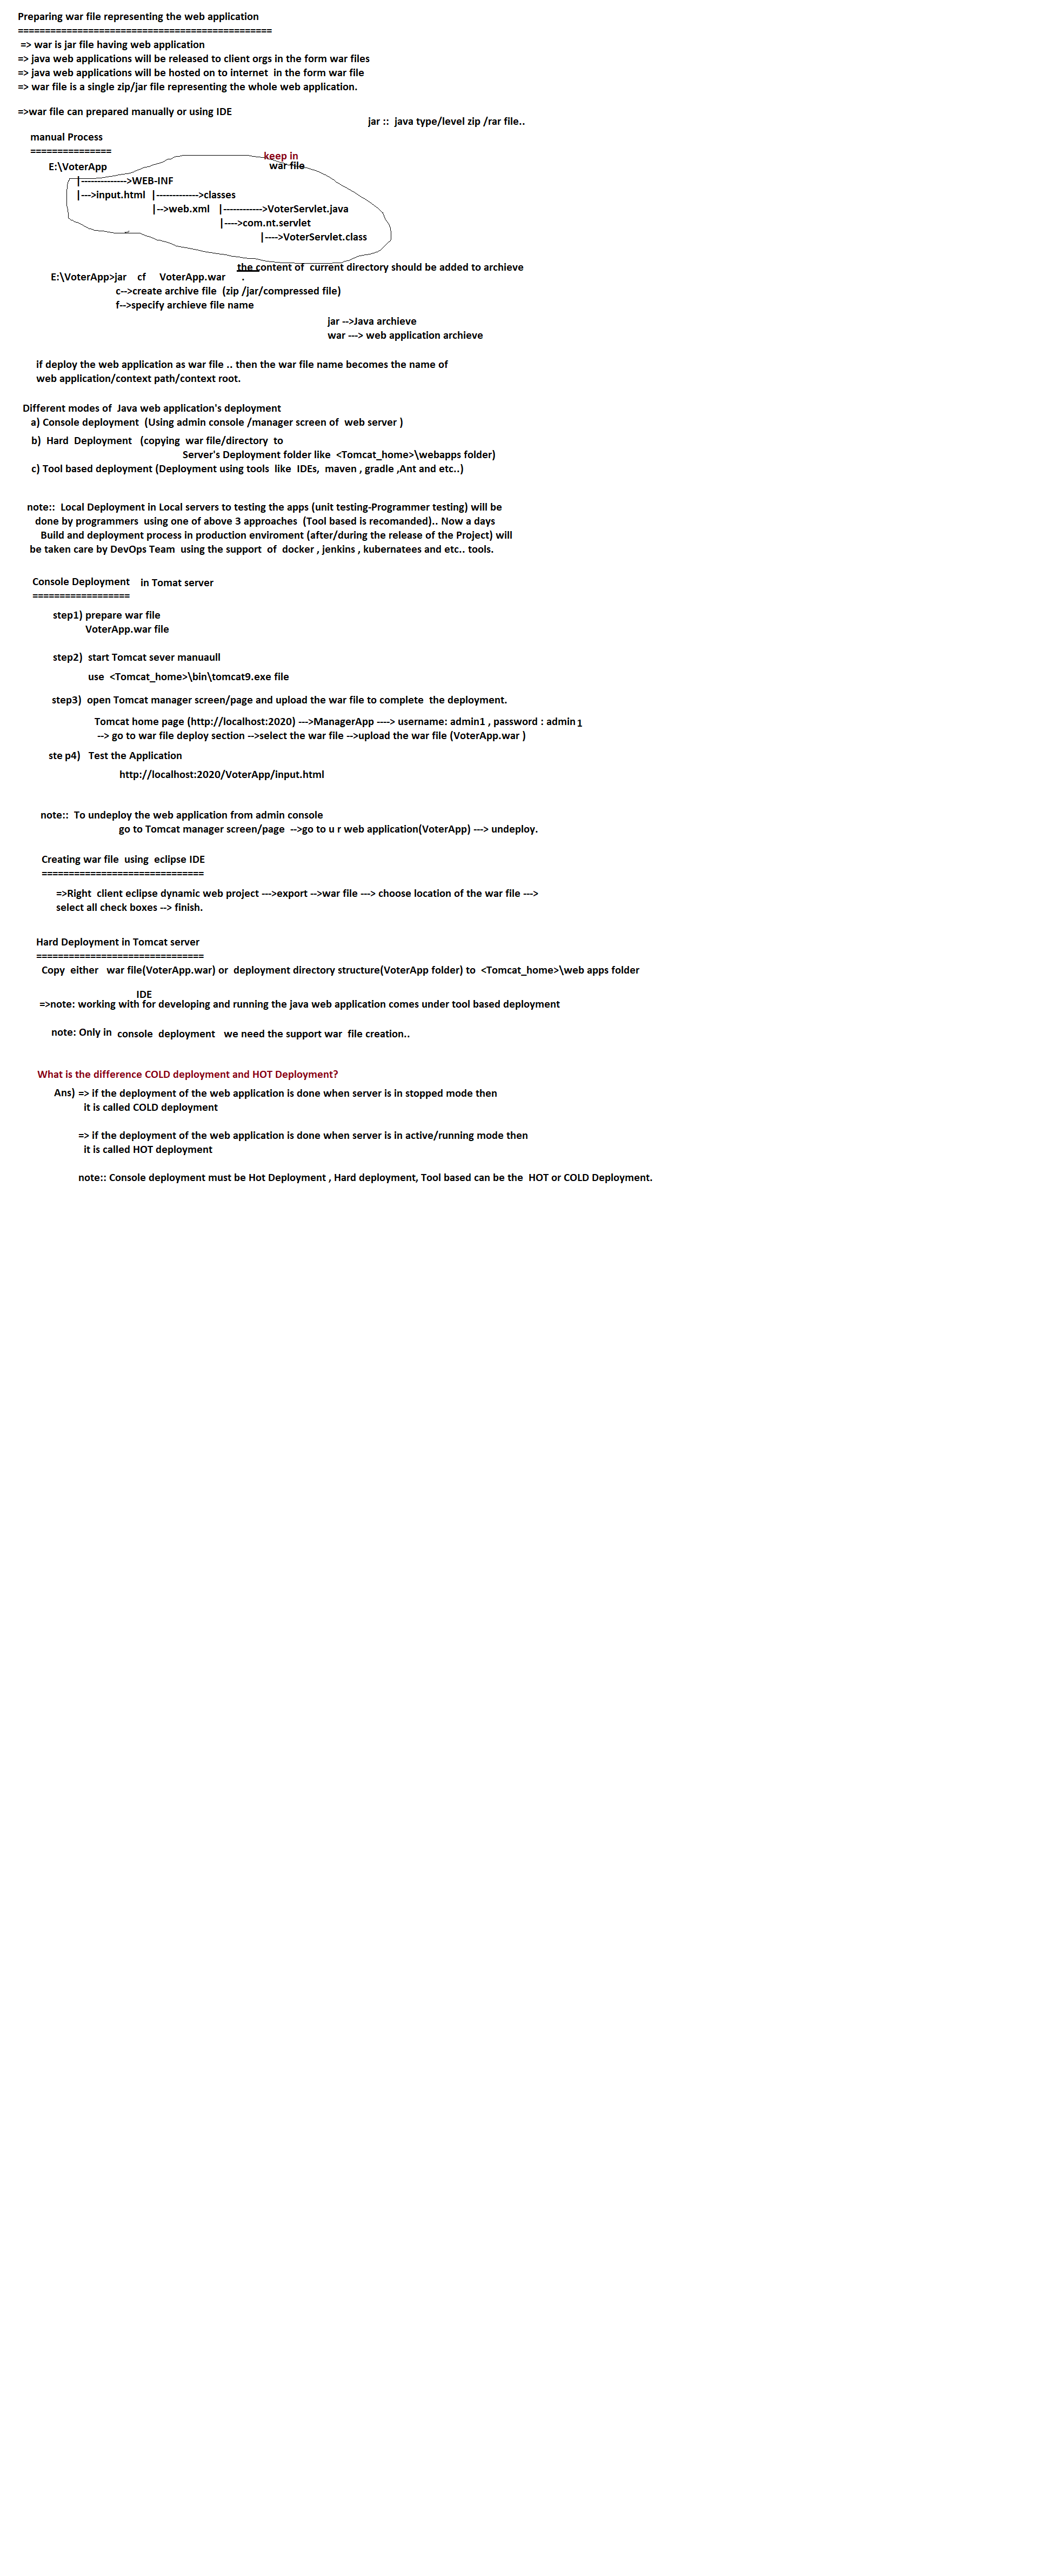 Preparing war file representing the web application
===============================================
=> war is jar file having web application
=> java web applications will be released to client orgs in the form war files
=> java web applications will be hosted on to internet  in the form war file
=> war file is a single zip/jar file representing the whole web application.
=>war file can prepared manually or using IDE
jar ::  java type/level zip /rar file..
manual Process
===============
keep in
war file
E:\VoterApp
|-------------->WEB-INF
|--->input.html  |------------->classes
|-->web.xml   |------------>VoterServlet.java
|---->com.nt.servlet
|---->VoterServlet.class
the content of  current directory should be added to archieve
E:\VoterApp>jar    cf     VoterApp.war      .
c-->create archive file  (zip /jar/compressed file)
f-->specify archieve file name
jar -->Java archieve
war ---> web application archieve
if deploy the web application as war file .. then the war file name becomes the name of
web application/context path/context root.
Different modes of  Java web application's deployment
a) Console deployment  (Using admin console /manager screen of  web server )
b)  Hard  Deployment   (copying  war file/directory  to
Server's Deployment folder like  <Tomcat_home>\webapps folder)
c) Tool based deployment (Deployment using tools  like  IDEs,  maven , gradle ,Ant and etc..)
note::  Local Deployment in Local servers to testing the apps (unit testing-Programmer testing) will be
done by programmers  using one of above 3 approaches  (Tool based is recomanded).. Now a days
Build and deployment process in production enviroment (after/during the release of the Project) will
be taken care by DevOps Team  using the support  of  docker , jenkins , kubernatees and etc.. tools.
Console Deployment    in Tomat server
==================
step1) prepare war file
VoterApp.war file
step2)  start Tomcat sever manuaull
use  <Tomcat_home>\bin\tomcat9.exe file
step3)  open Tomcat manager screen/page and upload the war file to complete  the deployment.
Tomcat home page (http://localhost:2020) --->ManagerApp ----> username: admin1 , password : admin1
--> go to war file deploy section -->select the war file -->upload the war file (VoterApp.war )
ste p4)   Test the Application
http://localhost:2020/VoterApp/input.html
note::  To undeploy the web application from admin console
go to Tomcat manager screen/page  -->go to u r web application(VoterApp) ---> undeploy.
Creating war file  using  eclipse IDE
==============================
=>Right  client eclipse dynamic web project --->export -->war file ---> choose location of the war file --->
select all check boxes --> finish.
Hard Deployment in Tomcat server
===============================
Copy  either   war file(VoterApp.war) or  deployment directory structure(VoterApp folder) to  <Tomcat_home>\web apps folder
IDE
=>note: working with for developing and running the java web application comes under tool based deployment
note: Only in  console  deployment   we need the support war  file creation..
What is the difference COLD deployment and HOT Deployment?
Ans) => if the deployment of the web application is done when server is in stopped mode then
it is called COLD deployment
=> if the deployment of the web application is done when server is in active/running mode then
it is called HOT deployment
note:: Console deployment must be Hot Deployment , Hard deployment, Tool based can be the  HOT or COLD Deployment.